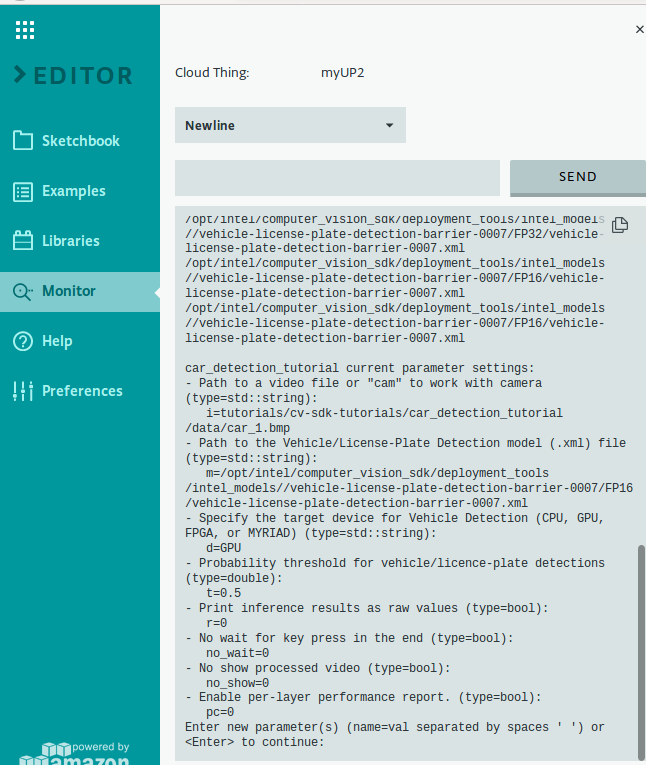 EDITOR
Sketchbook
Examples
Libraries
Monitor
Help
Preferences
powered by
amazon
×
Cloud Thing: myUP2
Newline
SEND
/opt/intel/computer_vision_sdk/deployment_tools/intel_models
//vehicle-license-plate-detection-barrier-0007/FP32/vehicle-
license-plate-detection-barrier-0007.xml
/opt/intel/computer_vision_sdk/deployment_tools/intel_models
//vehicle-license-plate-detection-barrier-0007/FP16/vehicle-
license-plate-detection-barrier-0007.xml
/opt/intel/computer_vision_sdk/deployment_tools/intel_models
//vehicle-license-plate-detection-barrier-0007/FP16/vehicle-
license-plate-detection-barrier-0007.xml
car_detection_tutorial current parameter settings:
- Path to a video file or "cam" to work with camera
(type=std::string):
i=tutorials/cv-sdk-tutorials/car_detection_tutorial
/data/car_1.bmp
- Path to the Vehicle/License-Plate Detection model (.xml) file
(type=std::string):
m=/opt/intel/computer_vision_sdk/deployment_tools
/intel_models//vehicle-license-plate-detection-barrier-0007/FP16
/vehicle-license-plate-detection-barrier-0007.xml
- Specify the target device for Vehicle Detection (CPU, GPU,
FPGA, or MYRIAD) (type=std::string):
d=GPU
- Probability threshold for vehicle/licence-plate detections
(type=double):
t=0.5
- Print inference results as raw values (type=bool):
r=0
- No wait for key press in the end (type=bool):
no_wait=0
- No show processed video (type=bool):
no_show=0
- Enable per-layer performance report. (type=bool):
pc=0
Enter new parameter(s) (name=val separated by spaces ' ') or
<Enter> to continue: